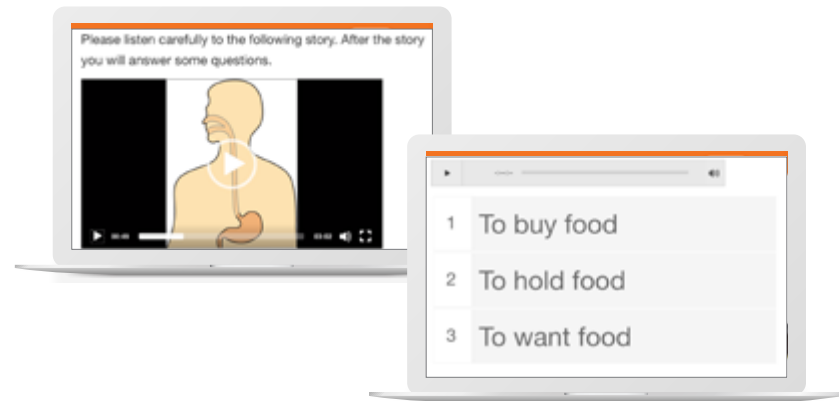 Please listen carefully to the following story. After the story
you will answer some questions.
1 To buy food
2 To hold food
3 To want food